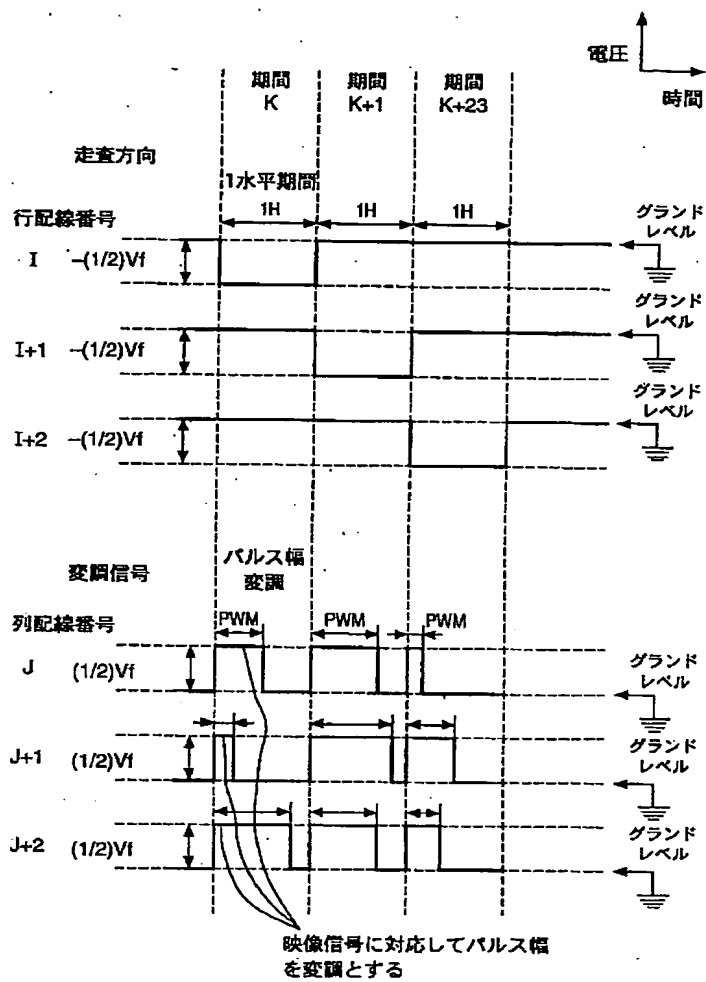 電圧
時間
期間 期間 期間
K K+1 K+23
走査方向
1水平期間
1H 1H 1H
行配線番号
グランド
レベル
I −(1/2)Vf
グランド
レベル
I+1 −(1/2)Vf
グランド
レベル
I+2 −(1/2)Vf
パルス幅
変調
変調信号
列配線番号
PWM PWM PWM
グランド
レベル
J (1/2)Vf
グランド
レベル
J+1 (1/2)Vf
グランド
レベル
J+2 (1/2)Vf
映像信号に対応してパルス幅
を変調とする